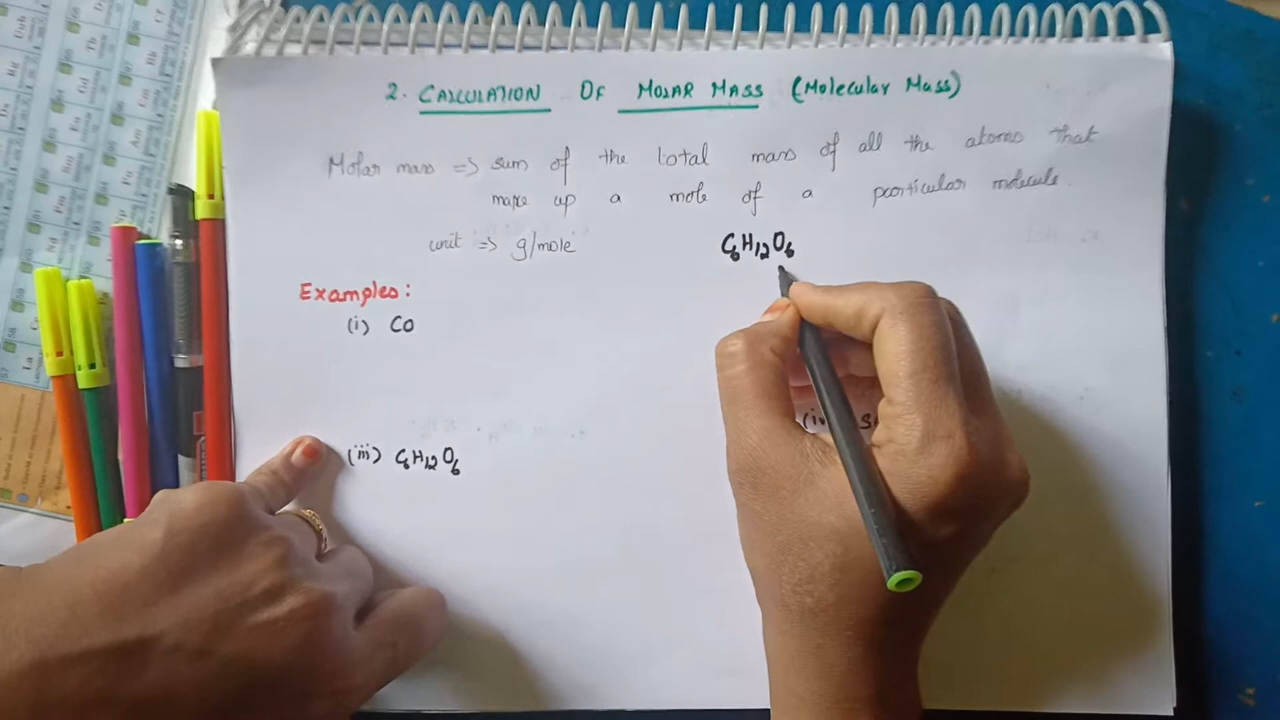 2. CALCULATION OF MOLAR MASS (Molecular Mass)
Molar mass => sum of the total mass of all the atoms that
make up a mole of a particular molecule.
unit => g/mole
C6H12O6
Examples:
(i) Co
(iii) C6H12O6